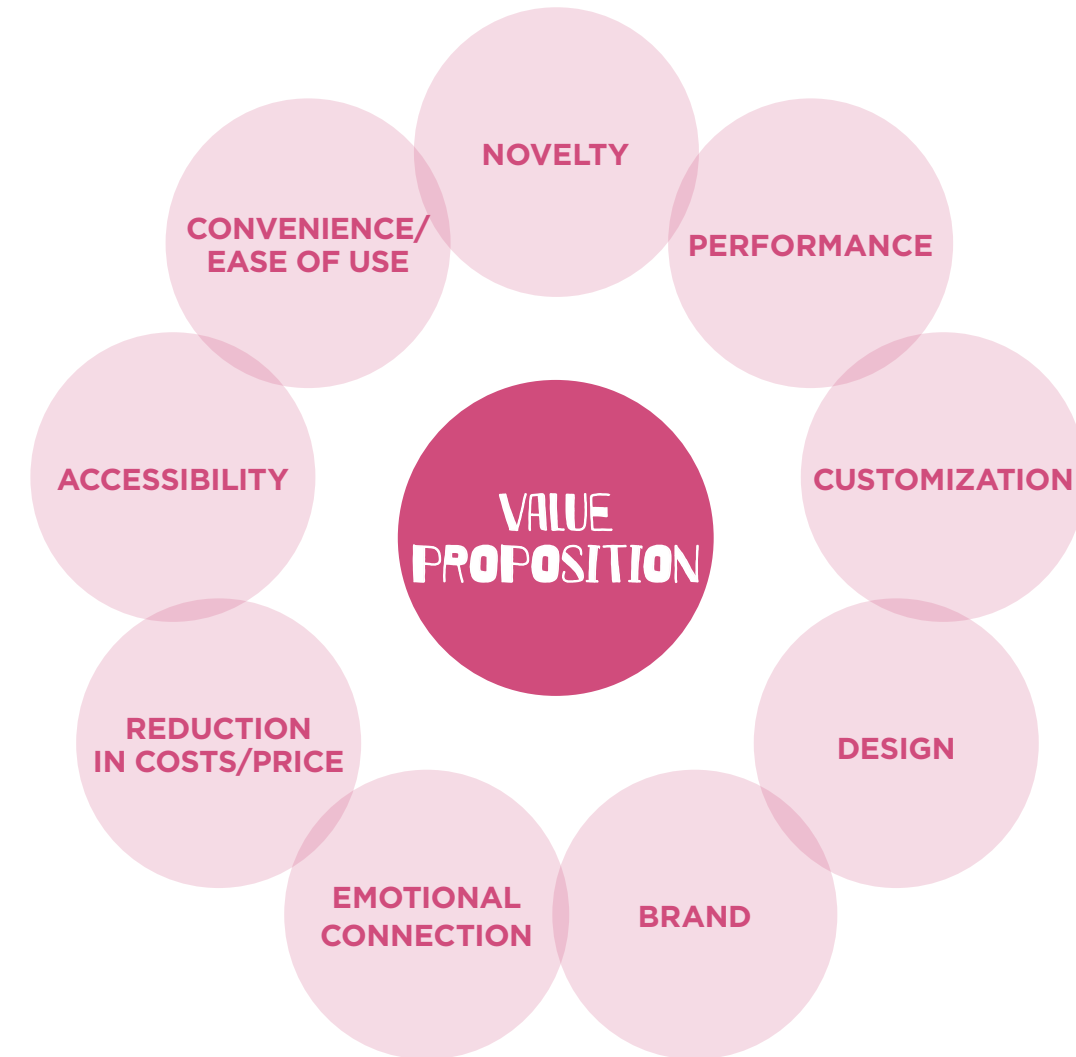 NOVELTY
PERFORMANCE
CUSTOMIZATION
DESIGN
BRAND
EMOTIONAL
CONNECTION
REDUCTION
IN COSTS/PRICE
ACCESSIBILITY
CONVENIENCE/
EASE OF USE
VALUE
PROPOSITION